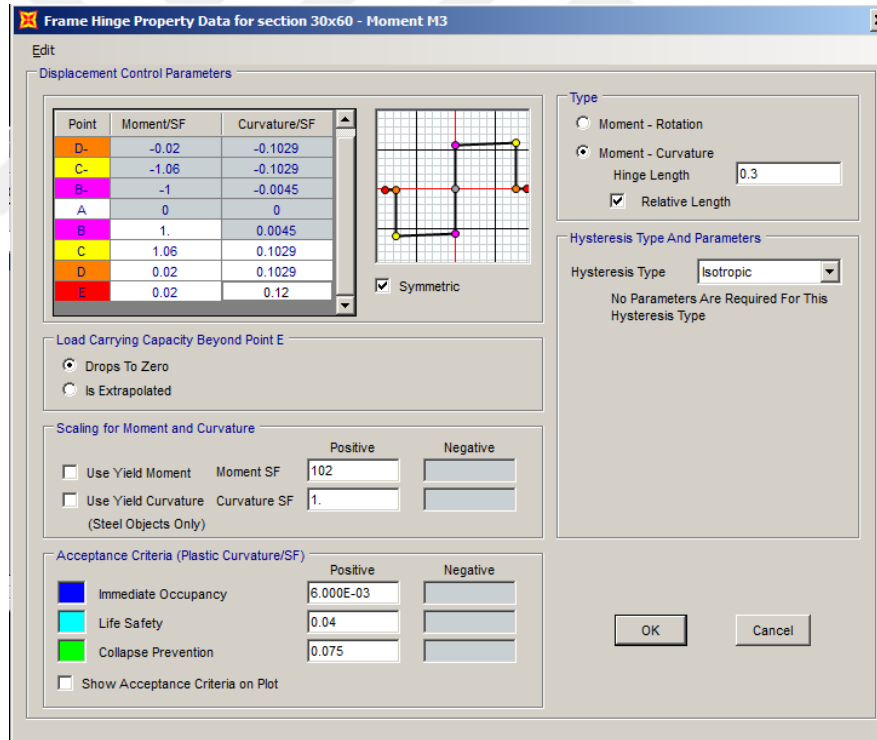 Frame Hinge Property Data for section 30x60 - Moment M3
Edit
Displacement Control Parameters
Point Moment/SF Curvature/SF
D- -0.02 -0.1029
C- -1.06 -0.1029
B- -1 -0.0045
A 0 0
B 1. 0.0045
C 1.06 0.1029
D 0.02 0.1029
E 0.02 0.12
Symmetric
Load Carrying Capacity Beyond Point E
Drops To Zero
Is Extrapolated
Scaling for Moment and Curvature
Positive Negative
Use Yield Moment Moment SF 102
Use Yield Curvature Curvature SF 1.
(Steel Objects Only)
Acceptance Criteria (Plastic Curvature/SF)
Positive Negative
Immediate Occupancy 6.000E-03
Life Safety 0.04
Collapse Prevention 0.075
Show Acceptance Criteria on Plot
Type
Moment - Rotation
Moment - Curvature
Hinge Length 0.3
Relative Length
Hysteresis Type And Parameters
Hysteresis Type Isotropic
No Parameters Are Required For This
Hysteresis Type
OK Cancel